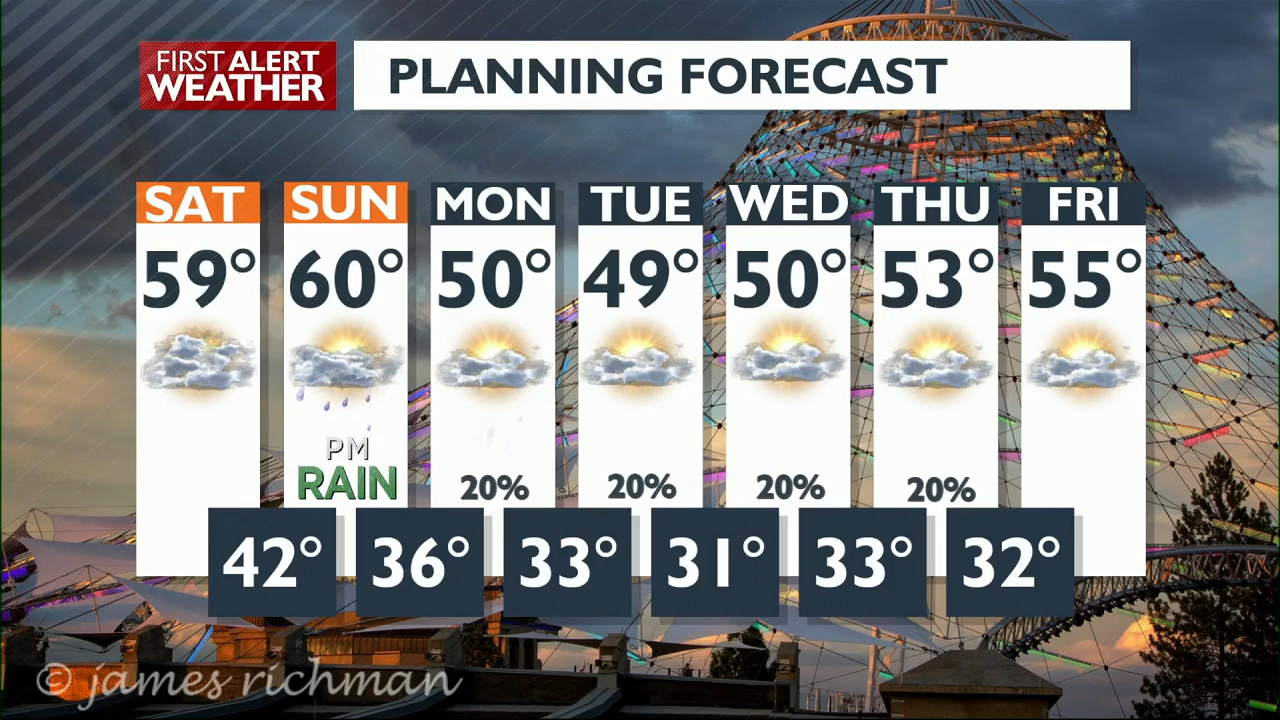 FIRST ALERT
WEATHER
PLANNING FORECAST
SAT SUN MON TUE WED THU FRI
59° 60° 50° 49° 50° 53° 55°
PM
RAIN
20% 20% 20% 20%
42° 36° 33° 31° 33° 32°
© james richman